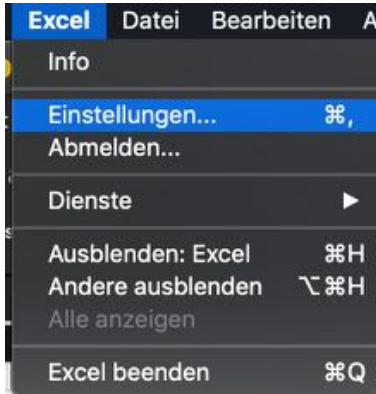 Excel Datei Bearbeiten
Info
Einstellungen... ⌘,
Abmelden...
Dienste ▶
Ausblenden: Excel ⌘H
Andere ausblenden ⌥⌘H
Alle anzeigen
Excel beenden ⌘Q